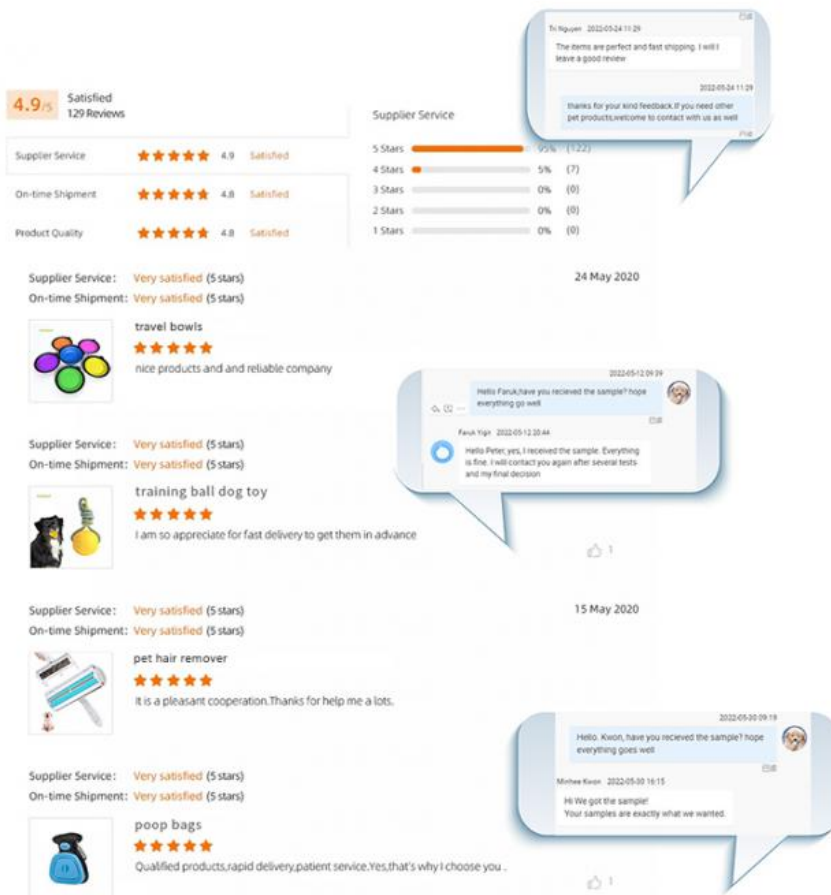 Tri Nguyen 2022-05-24 11:29
The items are perfect and fast shipping. I will l
leave a good review
2022-05-24 11:29
thanks for your kind feedback.If you need other
pet products,welcome to contact with us as well
4.9/5
Satisfied
129 Reviews
Supplier Service 4.9 Satisfied
On-time Shipment 4.8 Satisfied
Product Quality 4.8 Satisfied
Supplier Service
5 Stars 95% (122)
4 Stars 5% (7)
3 Stars 0% (0)
2 Stars 0% (0)
1 Stars 0% (0)
Supplier Service: Very satisfied (5 stars) 24 May 2020
On-time Shipment: Very satisfied (5 stars)
travel bowls
nice products and and reliable company
2022-05-12 09:39
Hello Faruk,have you recieved the sample? hope
everything go well
Faruk Yigit 2022-05-12 20:44
Hello Peter, yes, I received the sample. Everything
is fine. I will contact you again after several tests
and my final decision
Supplier Service: Very satisfied (5 stars)
On-time Shipment: Very satisfied (5 stars)
training ball dog toy
I am so appreciate for fast delivery to get them in advance
1
Supplier Service: Very satisfied (5 stars) 15 May 2020
On-time Shipment: Very satisfied (5 stars)
pet hair remover
It is a pleasant cooperation.Thanks for help me a lots.
2022-05-30 09:19
Hello. Kwon, have you recieved the sample? hope
everything goes well
Minhee Kwon 2022-05-30 16:15
Hi We got the sample!
Your samples are exactly what we wanted.
Supplier Service: Very satisfied (5 stars)
On-time Shipment: Very satisfied (5 stars)
poop bags
Qualified products,rapid delivery,patient service.Yes,that's why I choose you .
1